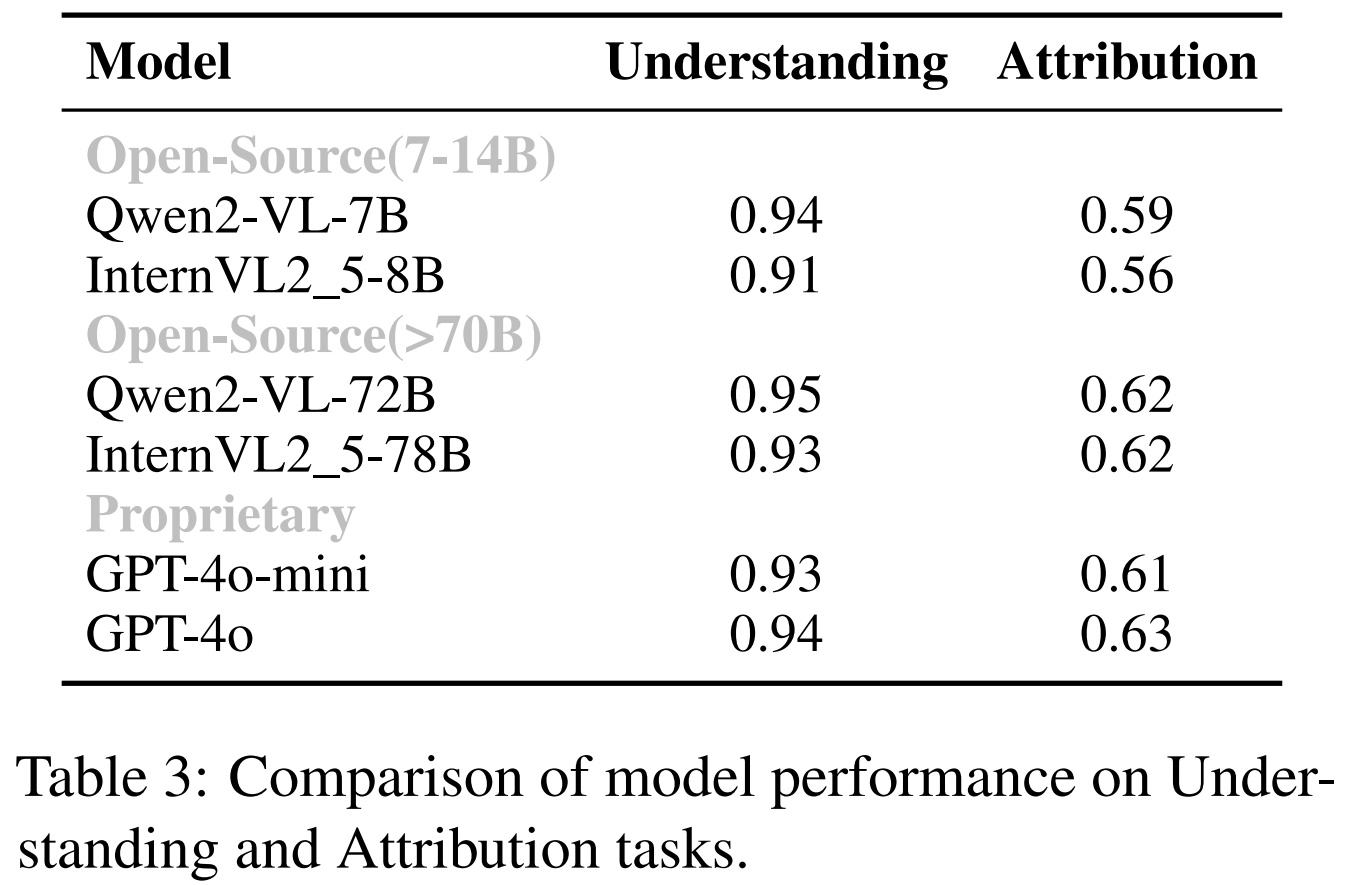 Model Understanding Attribution
Open-Source(7-14B)
Qwen2-VL-7B 0.94 0.59
InternVL2_5-8B 0.91 0.56
Open-Source(>70B)
Qwen2-VL-72B 0.95 0.62
InternVL2_5-78B 0.93 0.62
Proprietary
GPT-4o-mini 0.93 0.61
GPT-4o 0.94 0.63
Table 3: Comparison of model performance on Under-
standing and Attribution tasks.